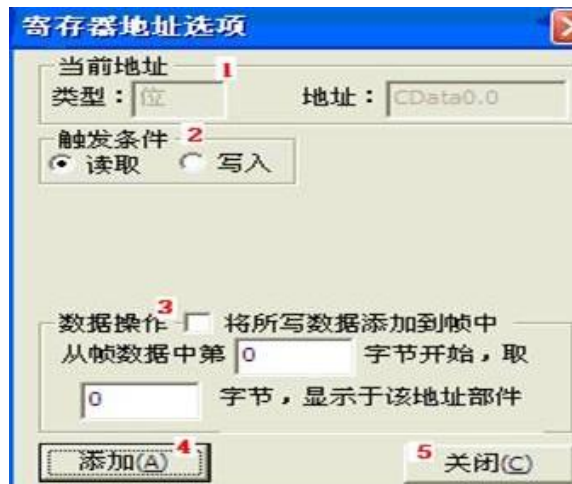 寄存器地址选项
当前地址 1
类型：位 地址：CData0.0
触发条件 2
读取 写入
数据操作 3 将所写数据添加到帧中
从帧数据中第 0 字节开始，取
0 字节，显示于该地址部件
添加(A) 4 5 关闭(C)